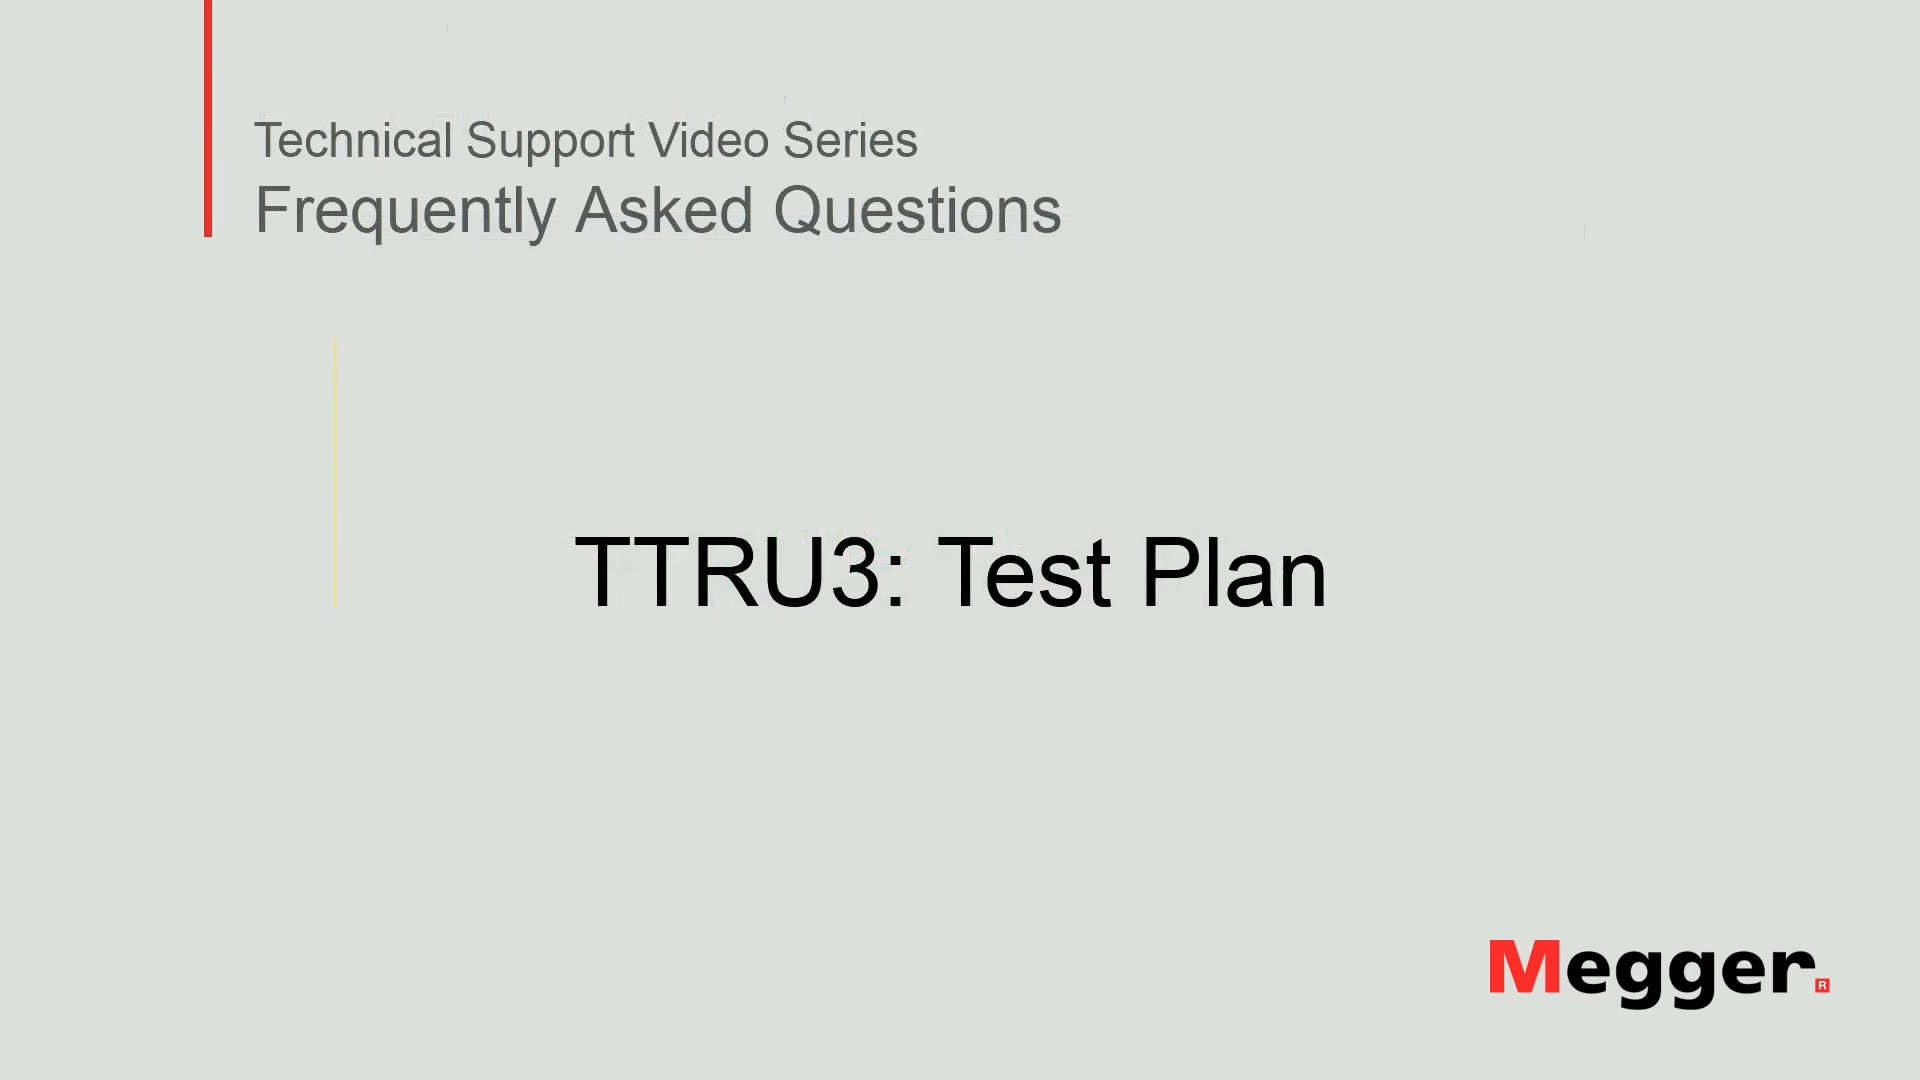 Technical Support Video Series
Frequently Asked Questions
TTRU3: Test Plan
Megger®